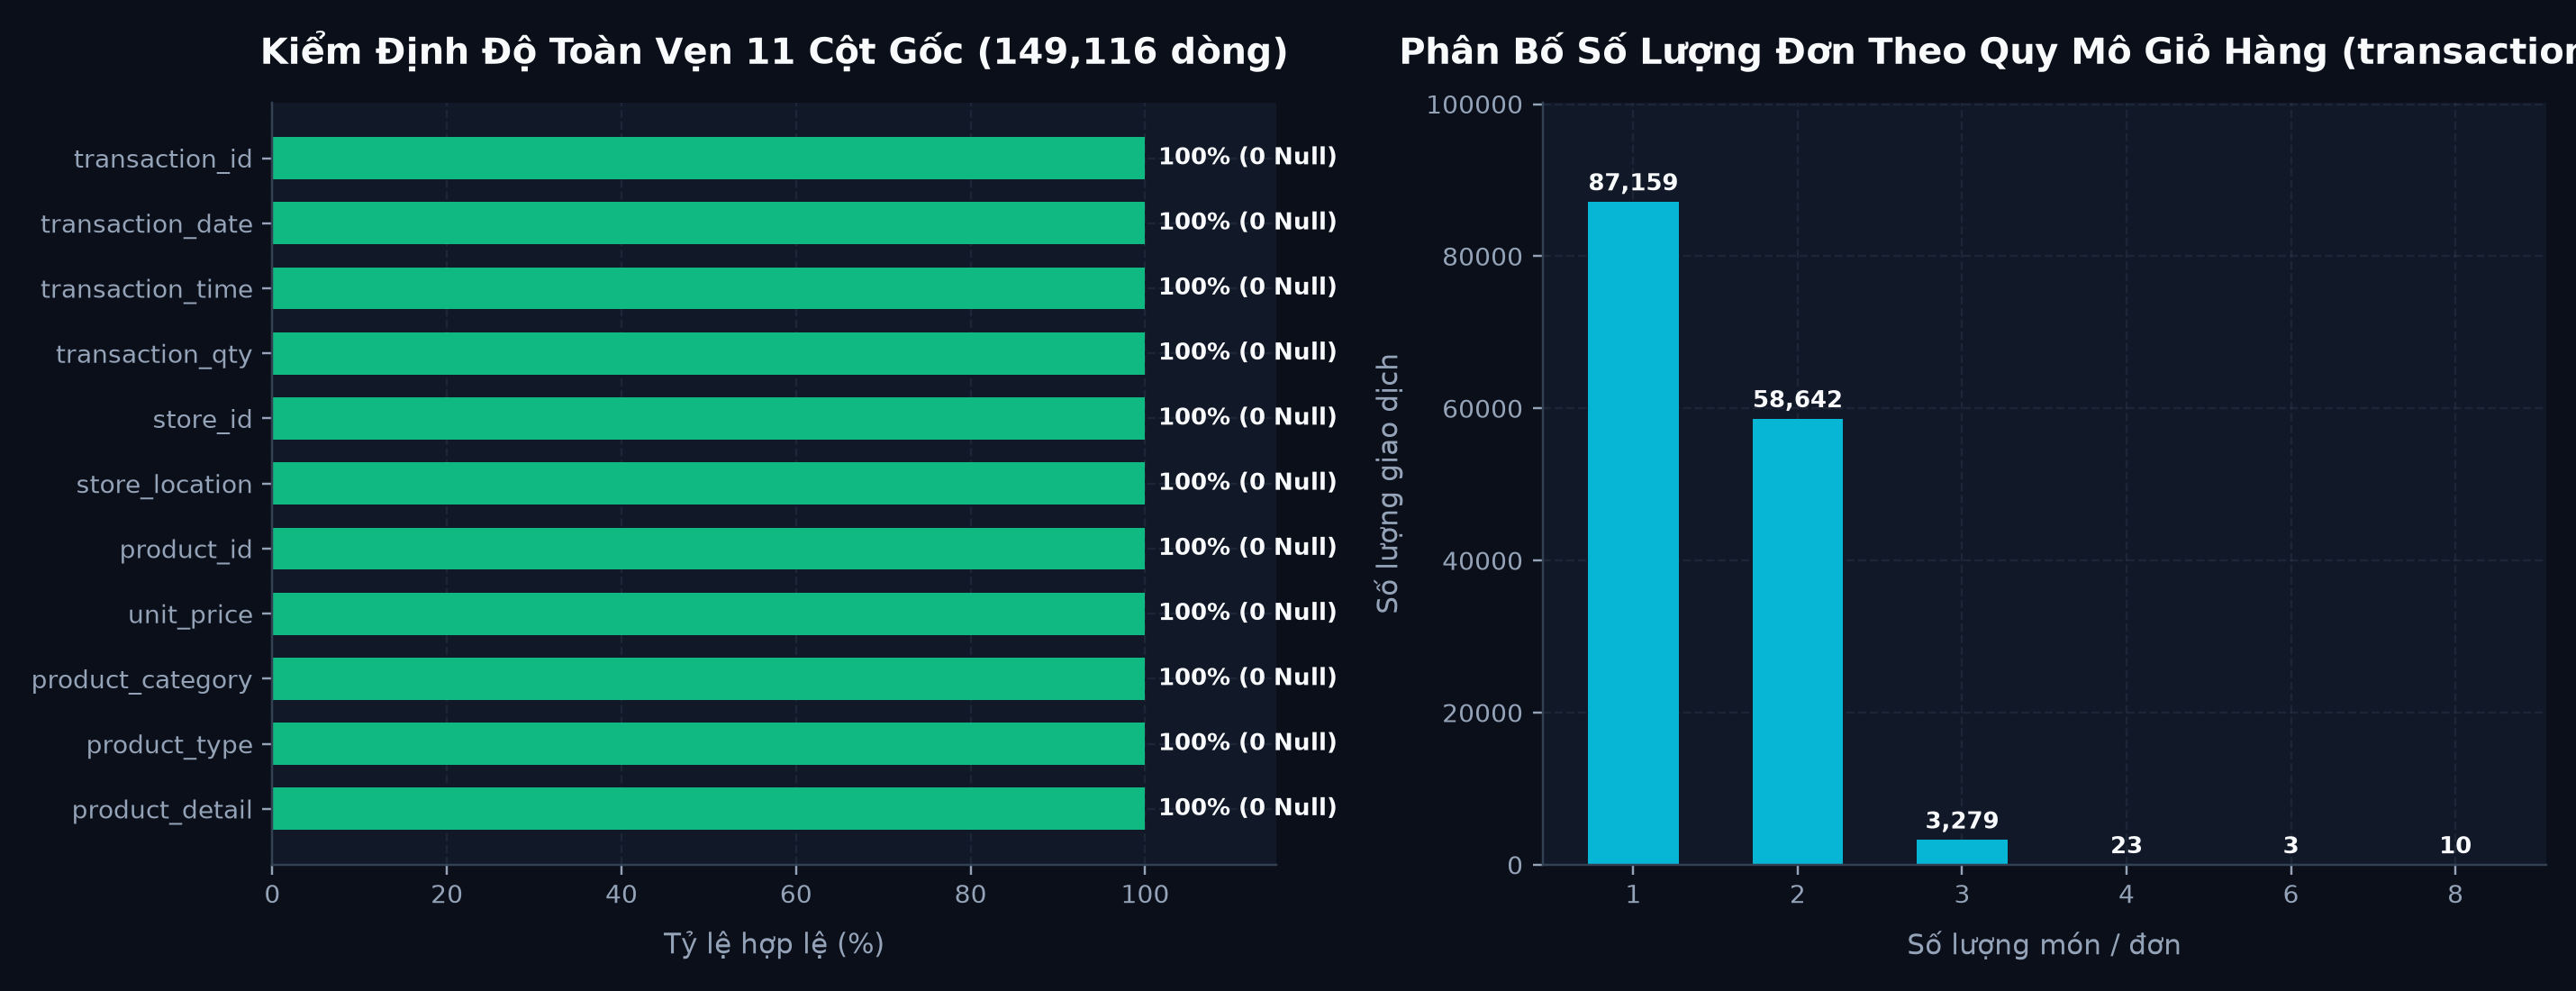 Kiểm Định Độ Toàn Vẹn 11 Cột Gốc (149,116 dòng)
transaction_id
100% (0 Null)
transaction_date
100% (0 Null)
transaction_time
100% (0 Null)
transaction_qty
100% (0 Null)
store_id
100% (0 Null)
store_location
100% (0 Null)
product_id
100% (0 Null)
unit_price
100% (0 Null)
product_category
100% (0 Null)
product_type
100% (0 Null)
product_detail
100% (0 Null)
0 20 40 60 80 100
Tỷ lệ hợp lệ (%)
Phân Bố Số Lượng Đơn Theo Quy Mô Giỏ Hàng (transaction
Số lượng giao dịch
100000
80000
60000
40000
20000
0
87,159
58,642
3,279
23
3
10
1 2 3 4 6 8
Số lượng món / đơn